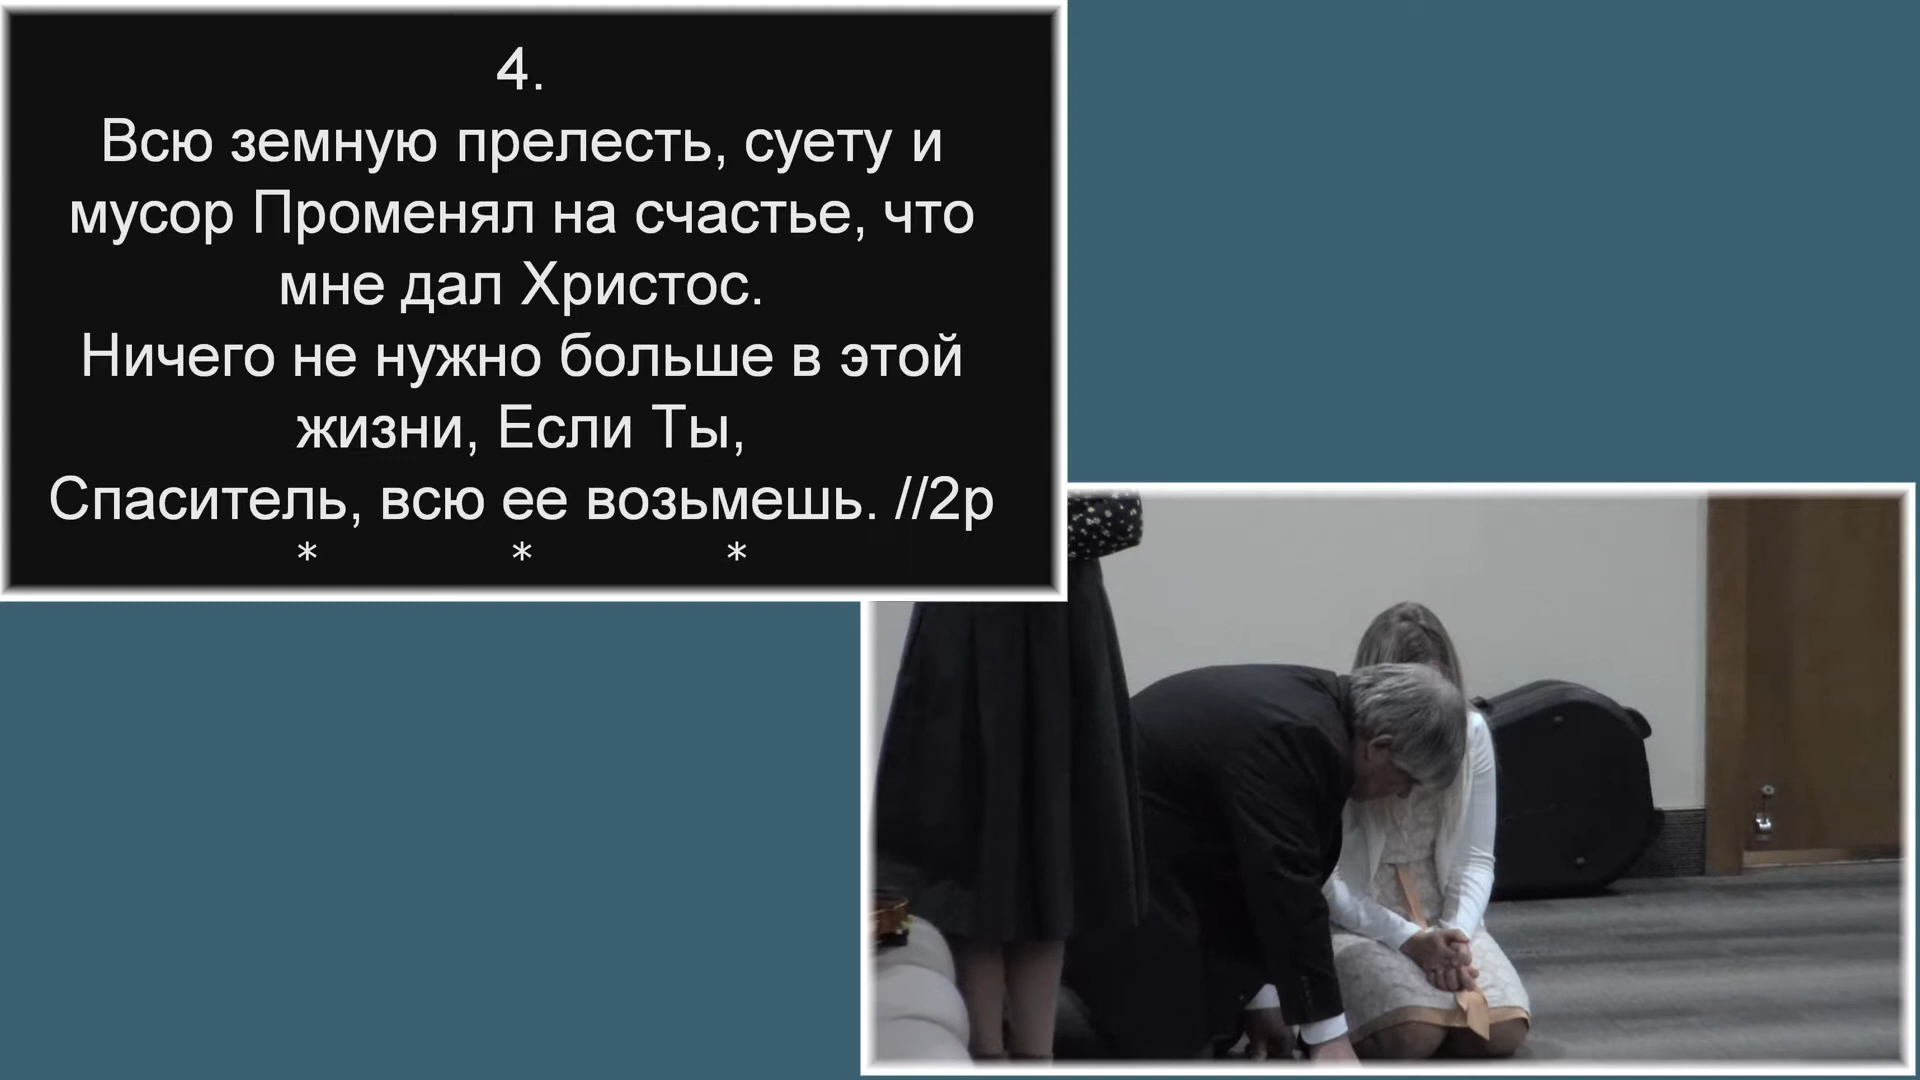 4.
Всю земную прелесть, суету и
мусор Променял на счастье, что
мне дал Христос.
Ничего не нужно больше в этой
жизни, Если Ты,
Спаситель, всю ее возьмешь. //2р
* * *